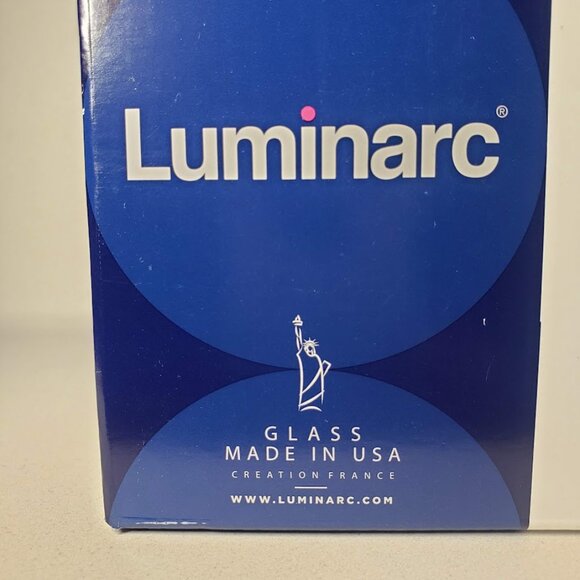 Luminarc®
GLASS
MADE IN USA
CREATION FRANCE
WWW.LUMINARC.COM